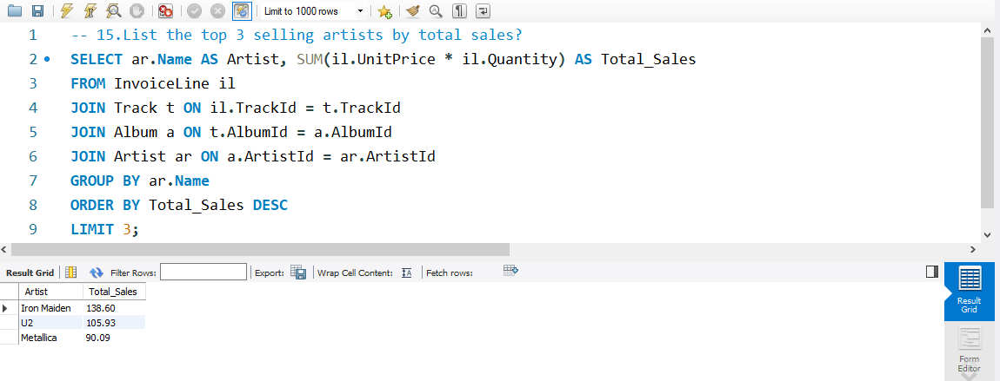 Limit to 1000 rows
1 -- 15.List the top 3 selling artists by total sales?
2 SELECT ar.Name AS Artist, SUM(il.UnitPrice * il.Quantity) AS Total_Sales
3 FROM InvoiceLine il
4 JOIN Track t ON il.TrackId = t.TrackId
5 JOIN Album a ON t.AlbumId = a.AlbumId
6 JOIN Artist ar ON a.ArtistId = ar.ArtistId
7 GROUP BY ar.Name
8 ORDER BY Total_Sales DESC
9 LIMIT 3;
Result Grid Filter Rows: Export: Wrap Cell Content: IA Fetch rows:
Artist Total_Sales
Iron Maiden 138.60
U2 105.93
Metallica 90.09
Result
Grid
Form
Editor